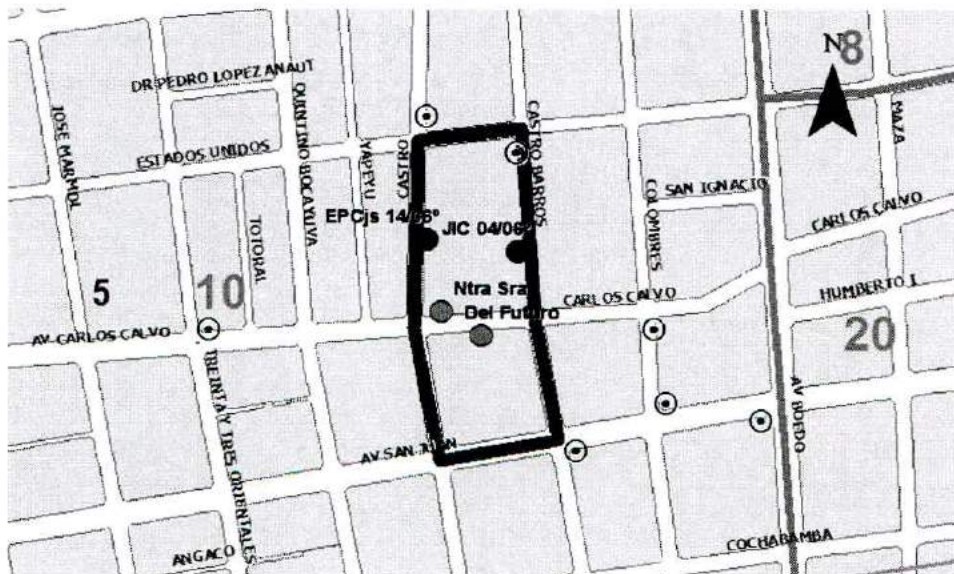 N
8
DR PEDRO LOPEZ ANAUT
JOSE MARMOL
QUINTINO BOCAYUVA
ESTADOS UNIDOS
YAPEYU
CASTRO
CASTRO BARROS
MAZA
SAN IGNACIO
COLOMBRES
CARLOS CALVO
TOTORAL
EPCjs
JIC 04/06
5
10
Ntra Sra
Del Futuro
CARLOS CALVO
HUMBERTO I
20
AV CARLOS CALVO
TREINTA Y TRES ORIENTALES
AV SAN JUAN
AV BOEDO
ANGACO
COCHABAMBA